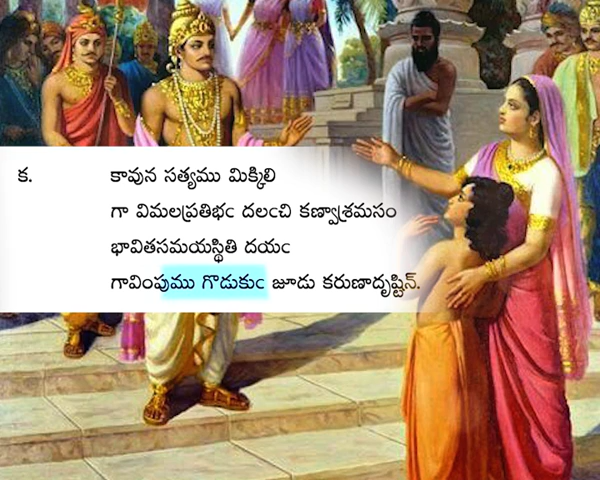 క. కావున సత్యము మిక్కిలి
గా విమలప్రతిభఁ దలఁచి కణ్వాశ్రమసం
భావితసమయస్థితి దయఁ
గావింపుము గొడుకుఁ జూడు కరుణాదృష్టిన్.